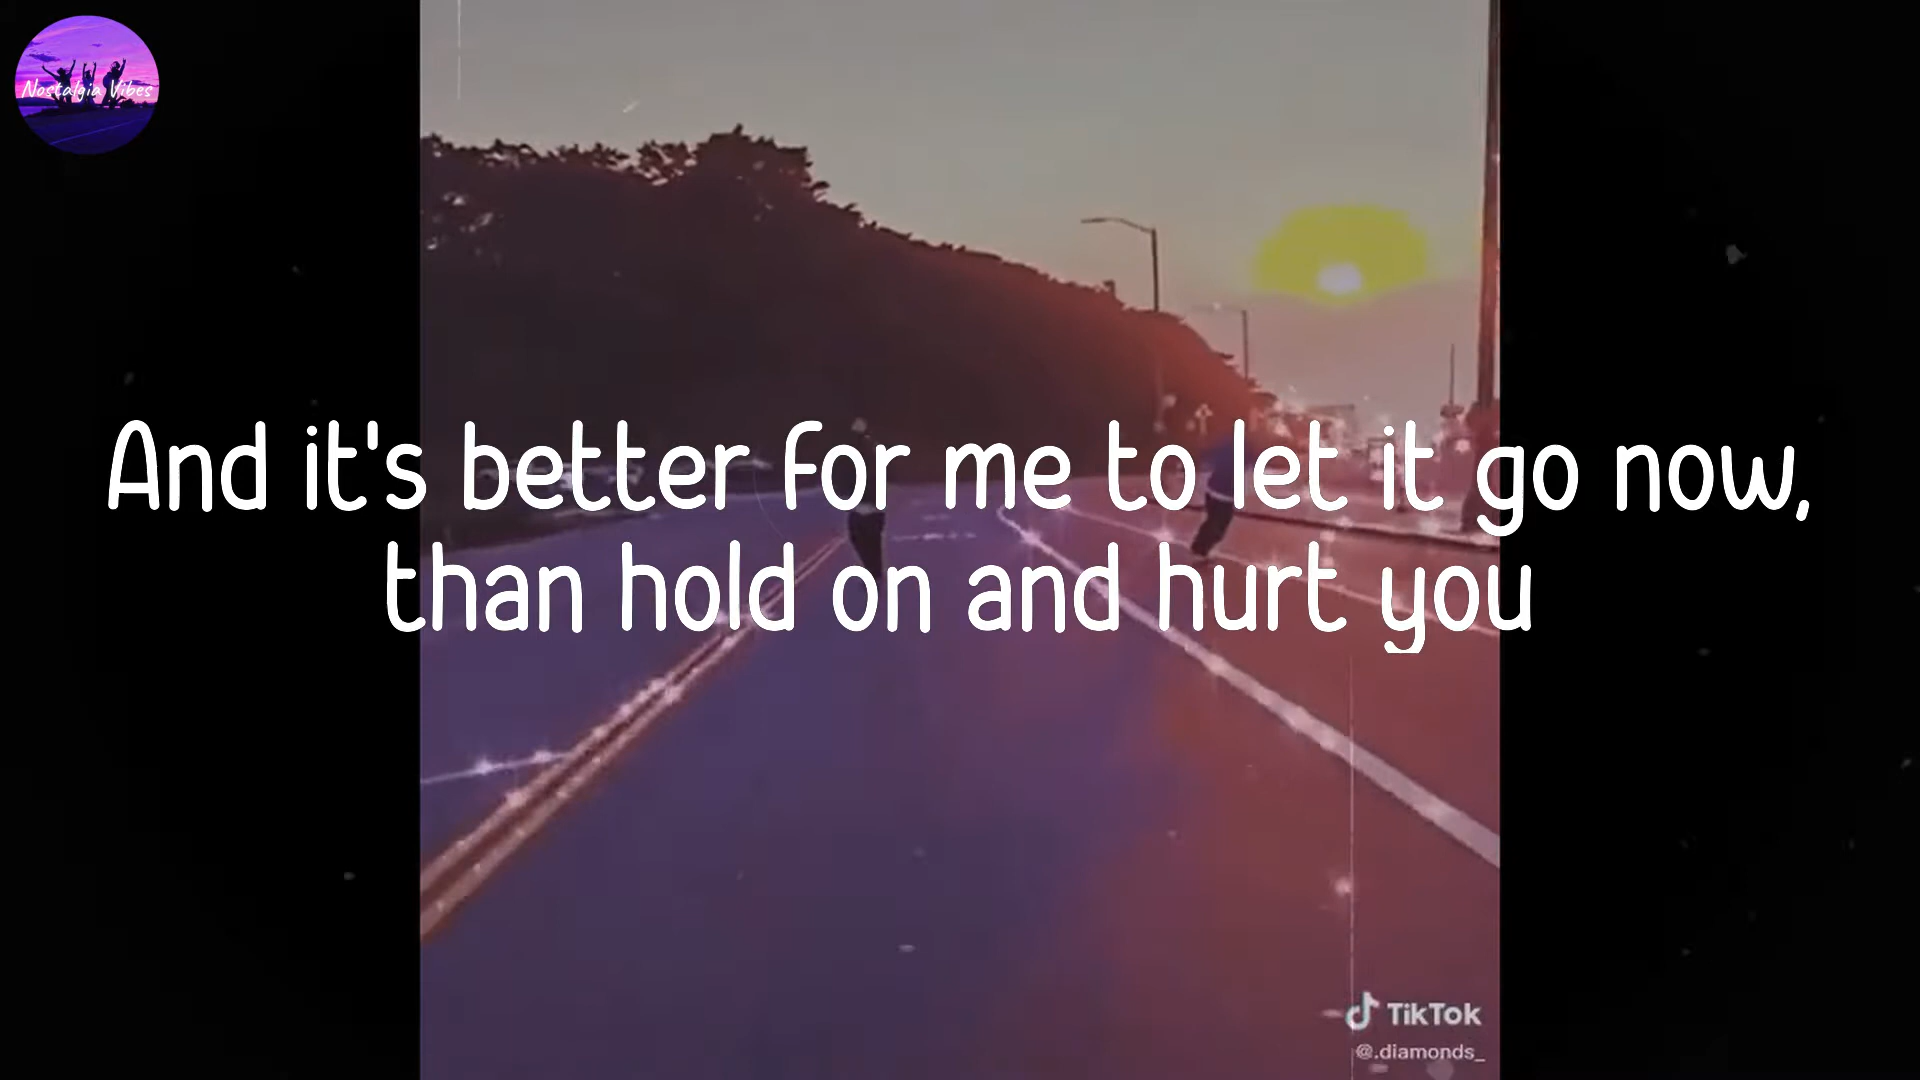 Nostalgia Vibes
And it's better for me to let it go now,
than hold on and hurt you
TikTok
@.diamonds_